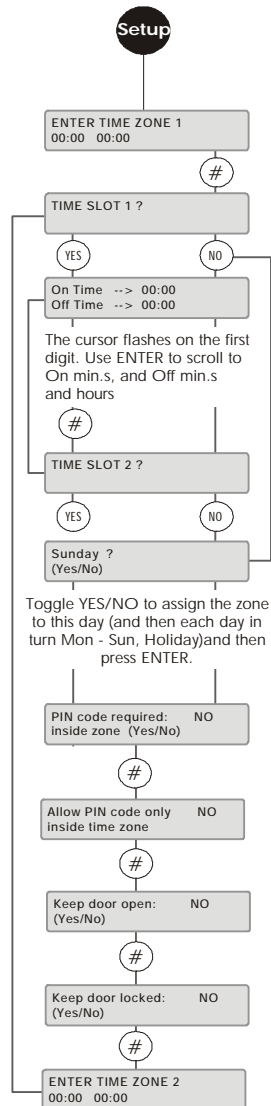 Setup
ENTER TIME ZONE 1
00:00 00:00
#
TIME SLOT 1 ?
YES NO
On Time --> 00:00
Off Time --> 00:00
The cursor flashes on the first
digit. Use ENTER to scroll to
On min.s, and Off min.s
and hours
#
TIME SLOT 2 ?
YES NO
Sunday ?
(Yes/No)
Toggle YES/NO to assign the zone
to this day (and then each day in
turn Mon - Sun, Holiday)and then
press ENTER.
PIN code required: NO
inside zone (Yes/No)
#
Allow PIN code only NO
inside time zone
#
Keep door open: NO
(Yes/No)
#
Keep door locked: NO
(Yes/No)
#
ENTER TIME ZONE 2
00:00 00:00